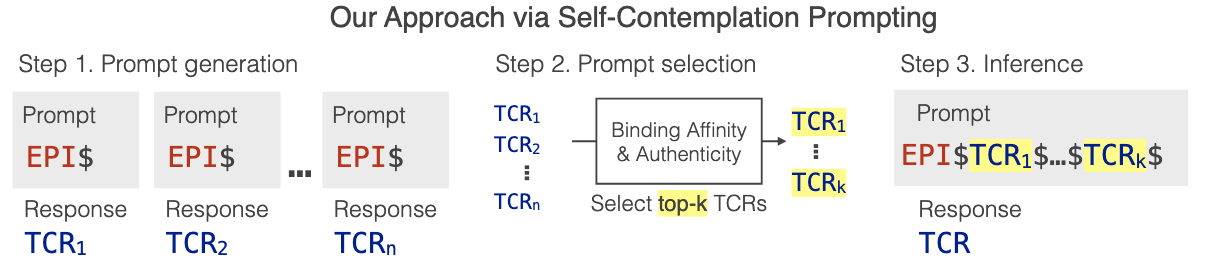 Our Approach via Self-Contemplation Prompting
Step 1. Prompt generation
Prompt
EPI$
Response
TCR₁
Prompt
EPI$
Response
TCR₂
...
Prompt
EPI$
Response
TCRₙ
Step 2. Prompt selection
TCR₁
TCR₂
⋮
TCRₙ
Binding Affinity
& Authenticity
Select top-k TCRs
TCR₁
⋮
TCRₖ
Step 3. Inference
Prompt
EPI$TCR₁$…$TCRₖ$
Response
TCR